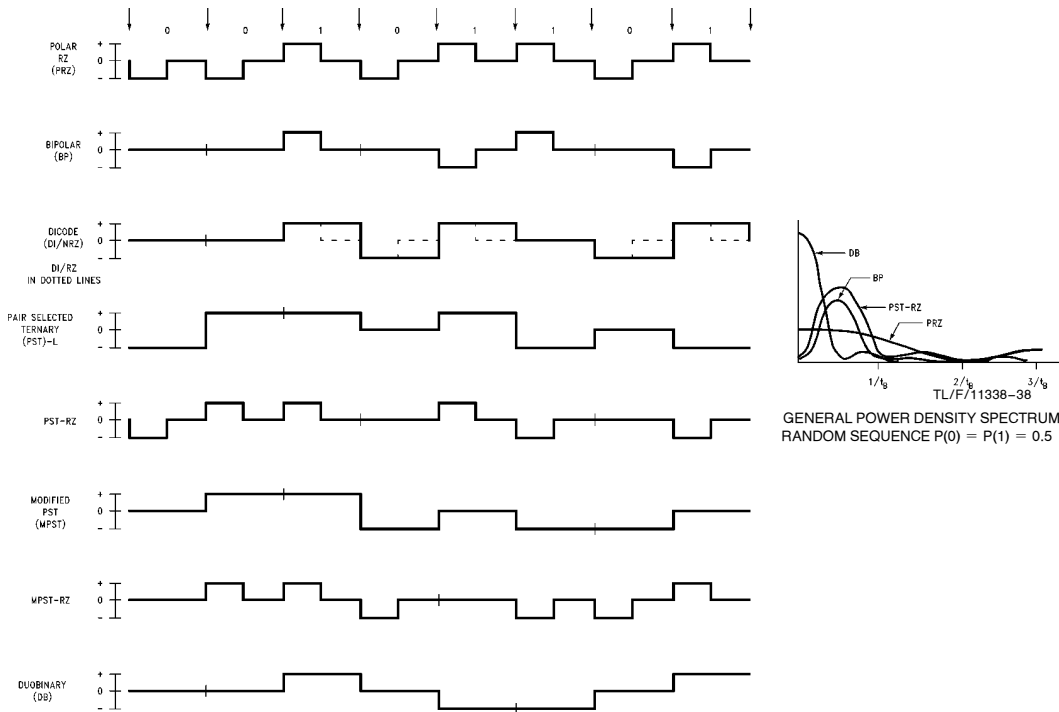 0 0 1 0 1 1 0 1
POLAR
RZ
(PRZ)
+
0
-
BIPOLAR
(BP)
+
0
-
DICODE
(DI/NRZ)
DI/RZ
IN DOTTED LINES
+
0
-
PAIR SELECTED
TERNARY
(PST)-L
+
0
-
PST-RZ
+
0
-
MODIFIED
PST
(MPST)
+
0
-
MPST-RZ
+
0
-
DUOBINARY
(DB)
+
0
-
DB
BP
PST-RZ
PRZ
1/tB 2/tB 3/tB
TL/F/11338-38
GENERAL POWER DENSITY SPECTRUM
RANDOM SEQUENCE P(0) = P(1) = 0.5